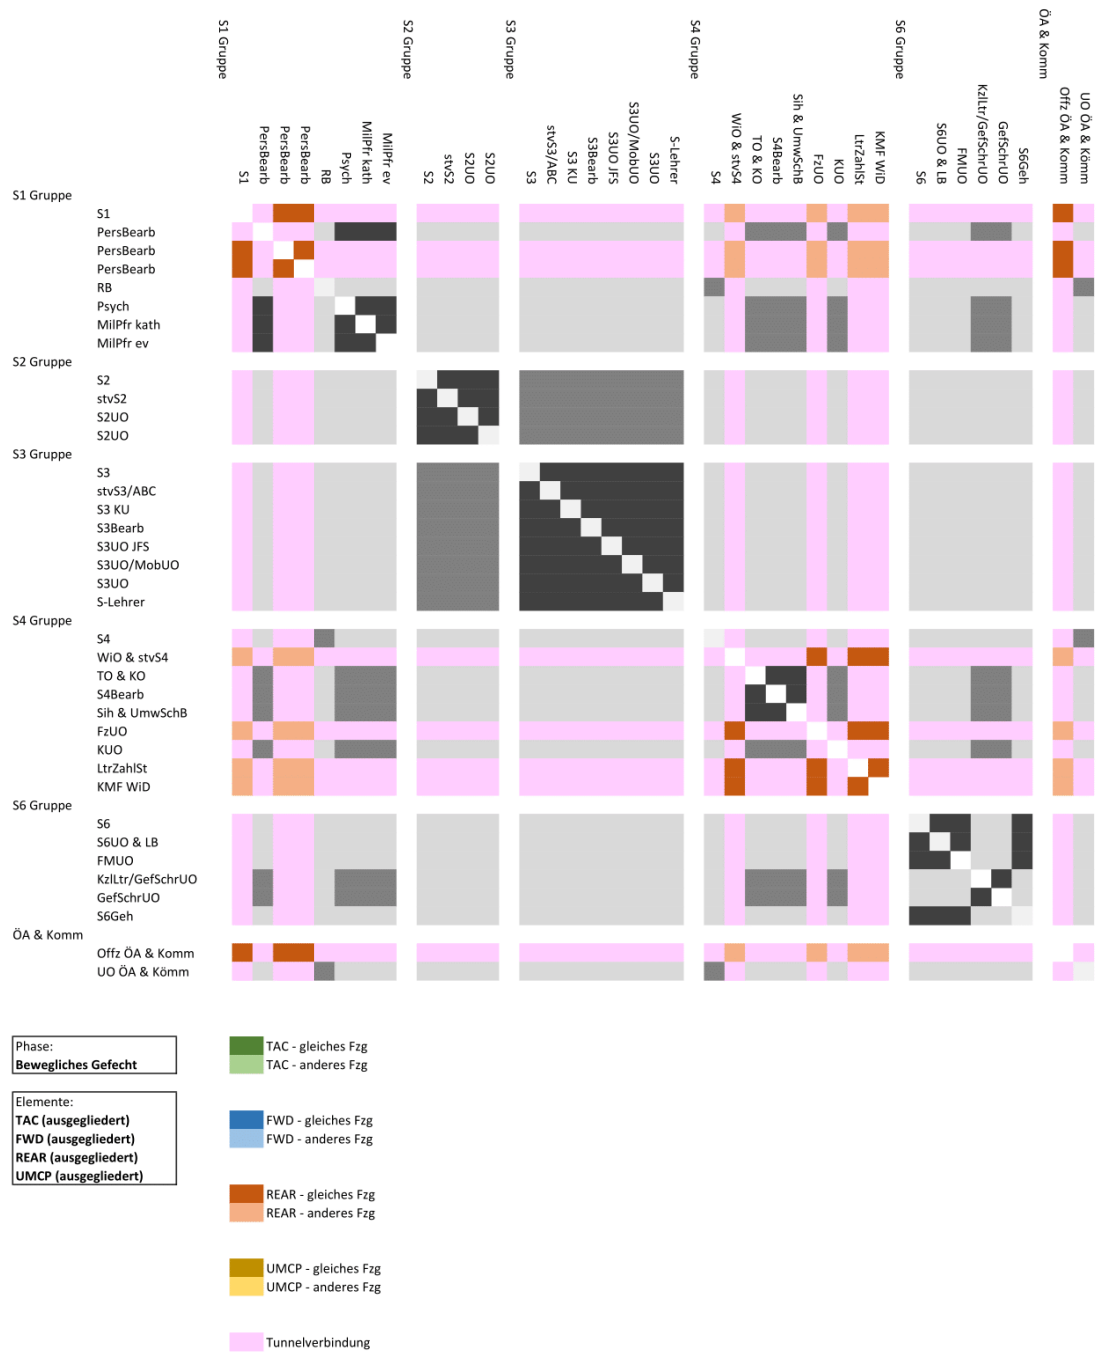 S1 Gruppe
S2 Gruppe
S3 Gruppe
S4 Gruppe
S6 Gruppe
ÖA & Komm
S1
PersBearb
PersBearb
PersBearb
RB
Psych
MilPfr kath
MilPfr ev
S2
stvS2
S2UO
S2UO
S3
stvS3/ABC
S3 KU
S3Bearb
S3UO JFS
S3UO/MobUO
S3UO
S-Lehrer
S4
WiO & stvS4
TO & KO
S4Bearb
Sih & UmwSchB
FzUO
KUO
LtrZahlSt
KMF WiD
S6
S6UO & LB
FMUO
KzlLtr/GefSchrUO
GefSchrUO
S6Geh
Offz ÖA & Komm
UO ÖA & Kömm
S1 Gruppe
S1
PersBearb
PersBearb
PersBearb
RB
Psych
MilPfr kath
MilPfr ev
S2 Gruppe
S2
stvS2
S2UO
S2UO
S3 Gruppe
S3
stvS3/ABC
S3 KU
S3Bearb
S3UO JFS
S3UO/MobUO
S3UO
S-Lehrer
S4 Gruppe
S4
WiO & stvS4
TO & KO
S4Bearb
Sih & UmwSchB
FzUO
KUO
LtrZahlSt
KMF WiD
S6 Gruppe
S6
S6UO & LB
FMUO
KzlLtr/GefSchrUO
GefSchrUO
S6Geh
ÖA & Komm
Offz ÖA & Komm
UO ÖA & Kömm
Phase:
Bewegliches Gefecht
Elemente:
TAC (ausgegliedert)
FWD (ausgegliedert)
REAR (ausgegliedert)
UMCP (ausgegliedert)
TAC - gleiches Fzg
TAC - anderes Fzg
FWD - gleiches Fzg
FWD - anderes Fzg
REAR - gleiches Fzg
REAR - anderes Fzg
UMCP - gleiches Fzg
UMCP - anderes Fzg
Tunnelverbindung